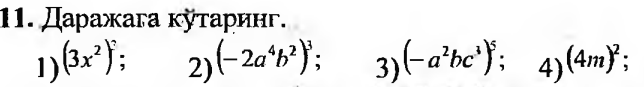 11. Даражага кўтаринг.
1) (3x²)²; 2) (−2a⁴b²)³; 3) (−a²bc³)⁵; 4) (4m)²;